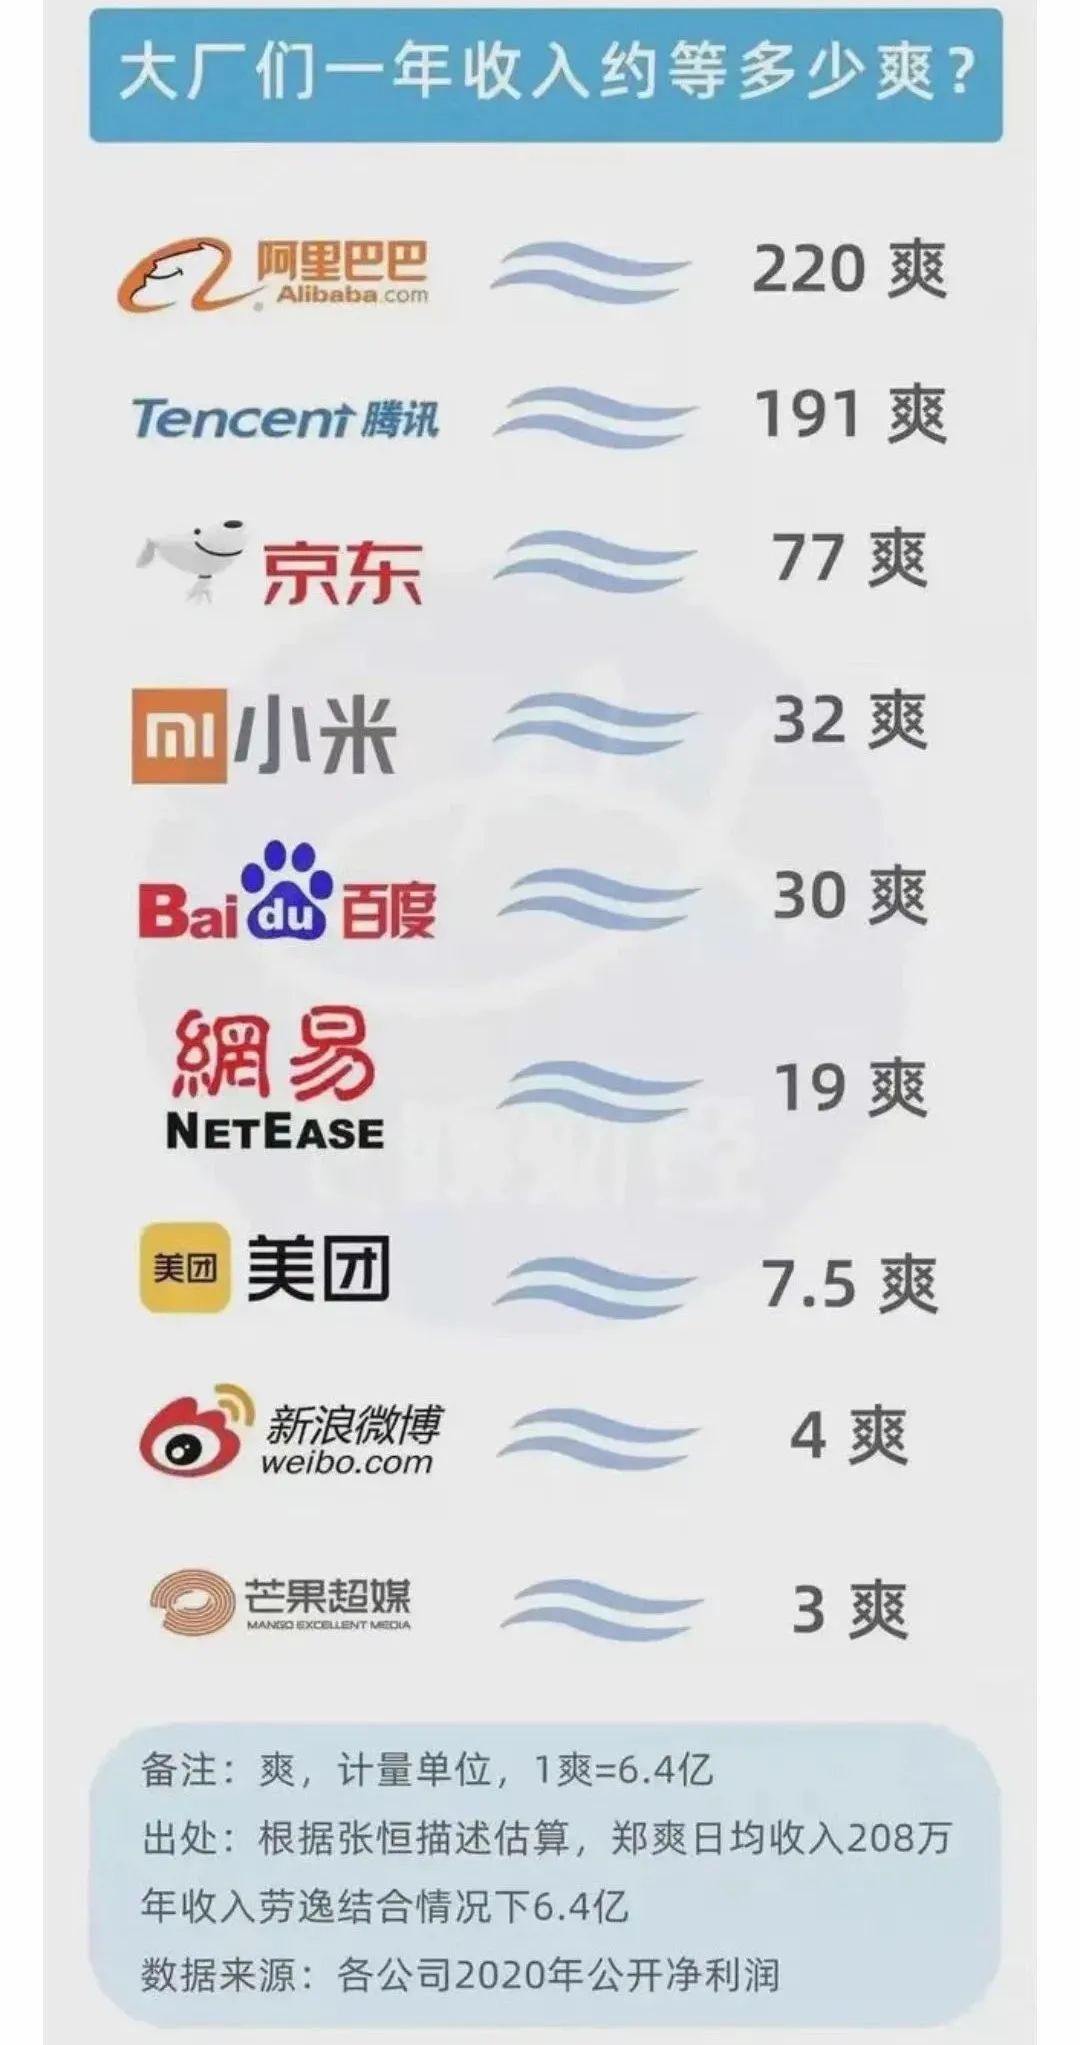 大厂们一年收入约等多少爽？
阿里巴巴
Alibaba.com
220 爽
Tencent 腾讯
191 爽
京东
77 爽
mi 小米
32 爽
Bai du 百度
30 爽
網易
NETEASE
19 爽
美团 美团
7.5 爽
新浪微博
weibo.com
4 爽
芒果超媒
MANGO EXCELLENT MEDIA
3 爽
备注：爽，计量单位，1爽=6.4亿
出处：根据张恒描述估算，郑爽日均收入208万
年收入劳逸结合情况下6.4亿
数据来源：各公司2020年公开净利润